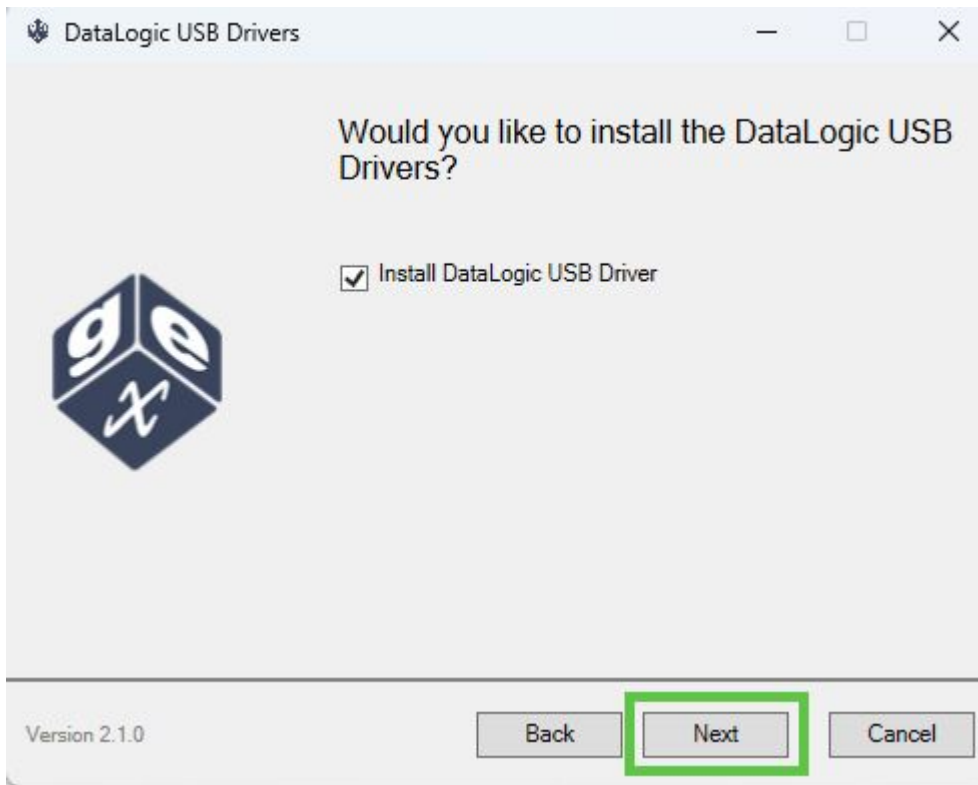 DataLogic USB Drivers
Would you like to install the DataLogic USB
Drivers?
Install DataLogic USB Driver
g e
x
Version 2.1.0
Back
Next
Cancel